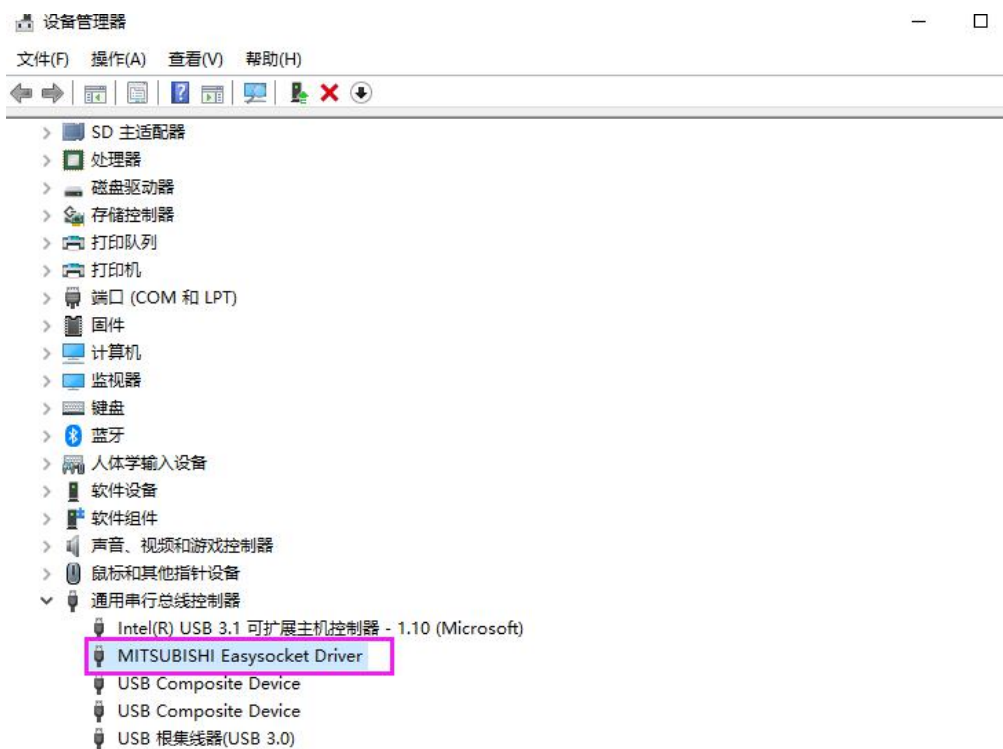 设备管理器
文件(F) 操作(A) 查看(V) 帮助(H)
SD 主适配器
处理器
磁盘驱动器
存储控制器
打印队列
打印机
端口 (COM 和 LPT)
固件
计算机
监视器
键盘
蓝牙
人体学输入设备
软件设备
软件组件
声音、视频和游戏控制器
鼠标和其他指针设备
通用串行总线控制器
Intel(R) USB 3.1 可扩展主机控制器 - 1.10 (Microsoft)
MITSUBISHI Easysocket Driver
USB Composite Device
USB Composite Device
USB 根集线器(USB 3.0)